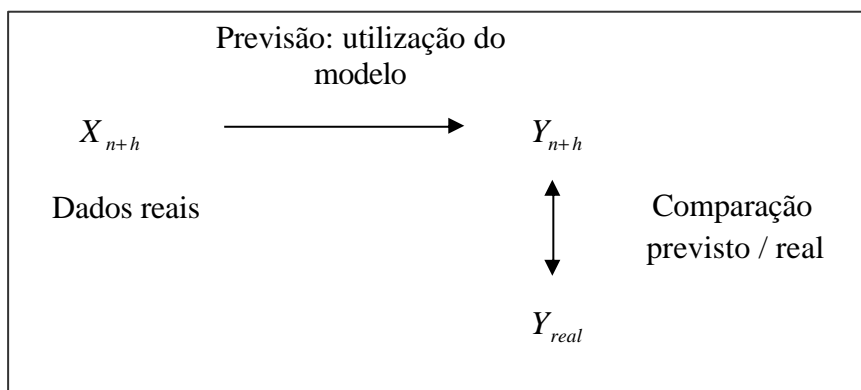 Previsão: utilização do
modelo
X n+h
Y n+h
Dados reais
Comparação
previsto / real
Y real